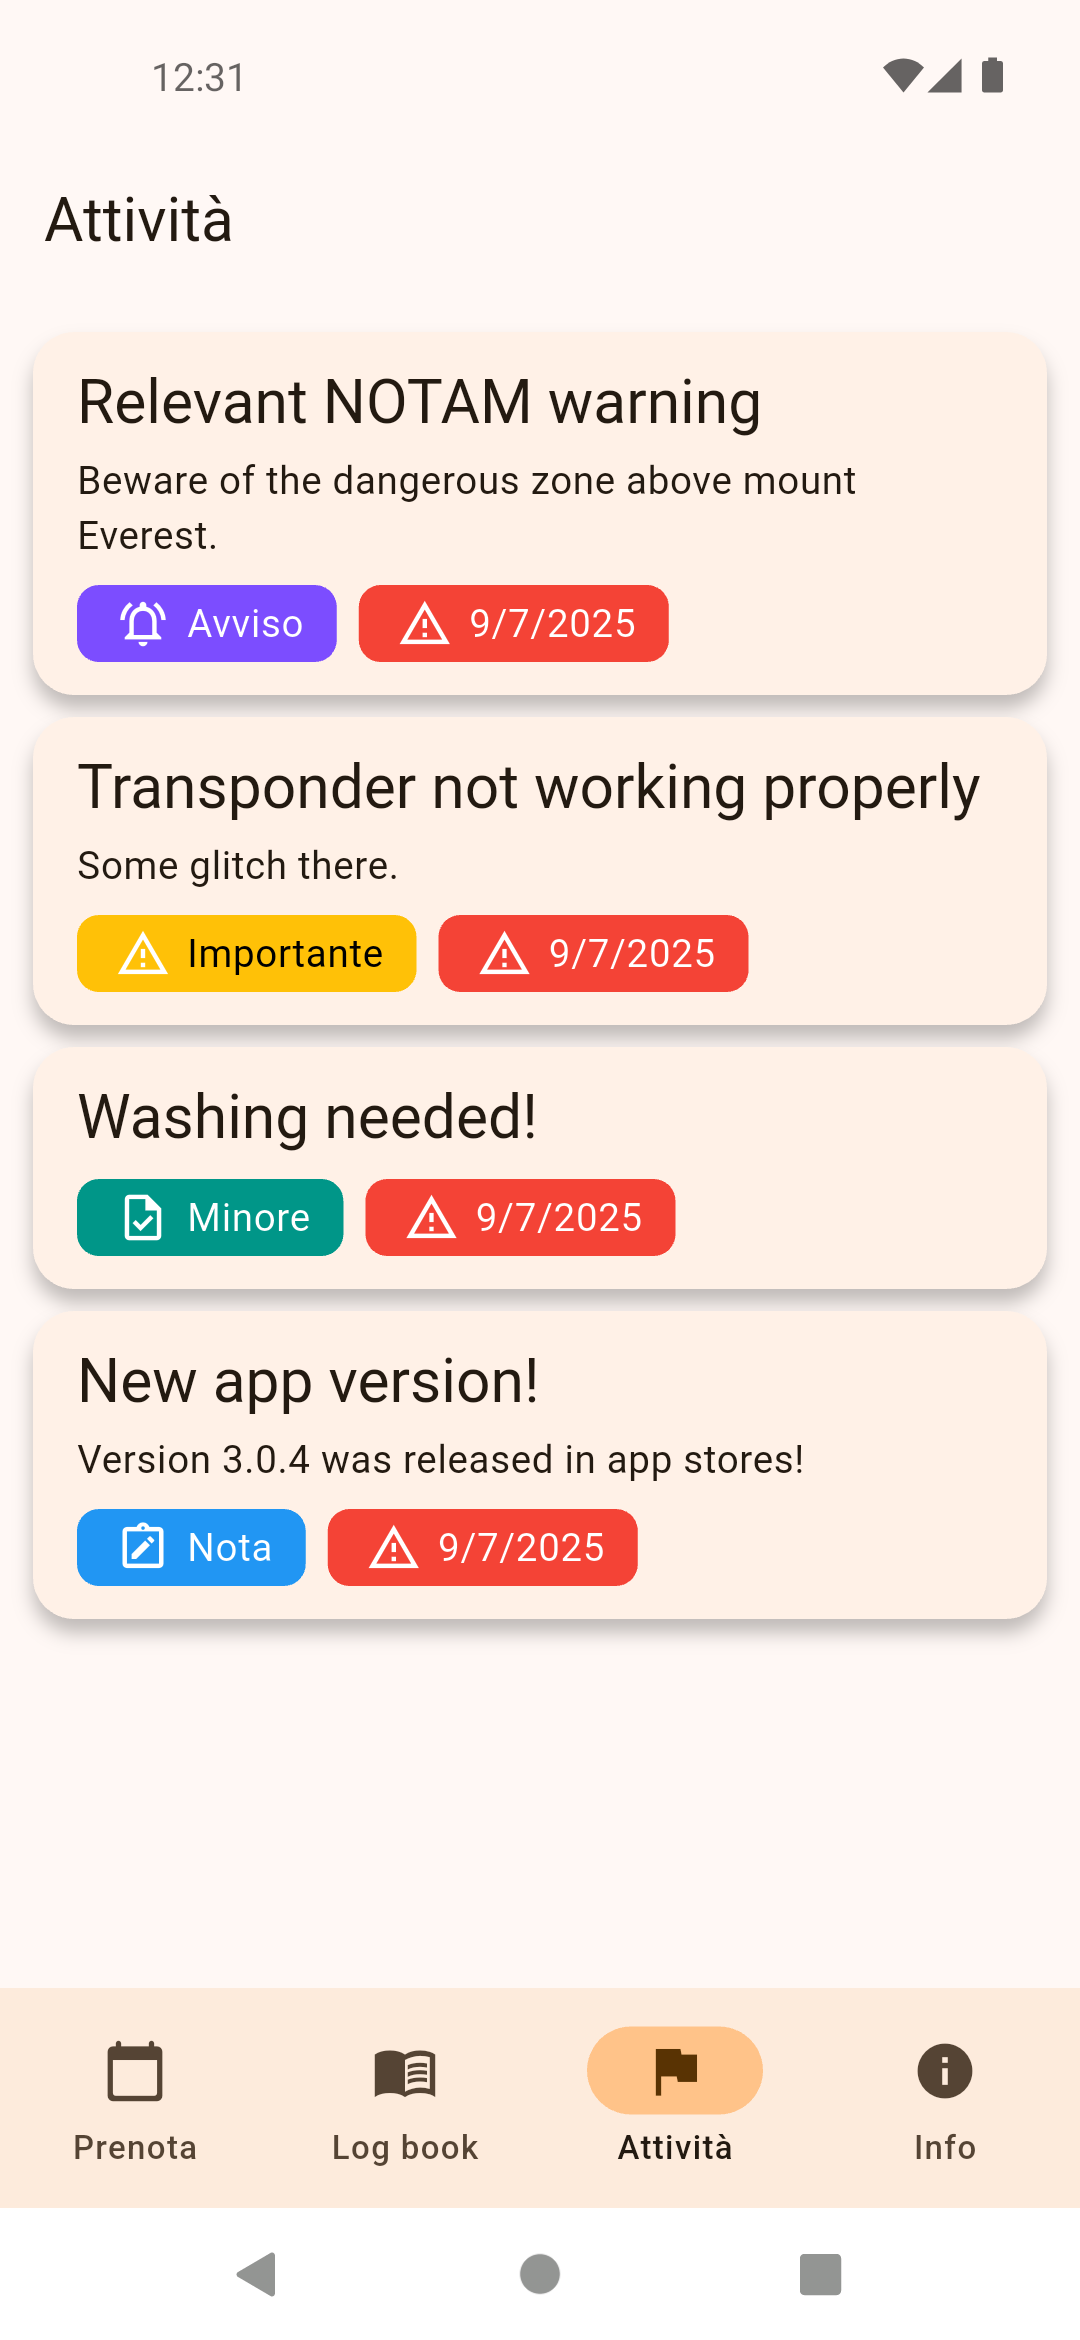 12:31
Attività
Relevant NOTAM warning
Beware of the dangerous zone above mount
Everest.
Avviso 9/7/2025
Transponder not working properly
Some glitch there.
Importante 9/7/2025
Washing needed!
Minore 9/7/2025
New app version!
Version 3.0.4 was released in app stores!
Nota 9/7/2025
Prenota Log book Attività Info